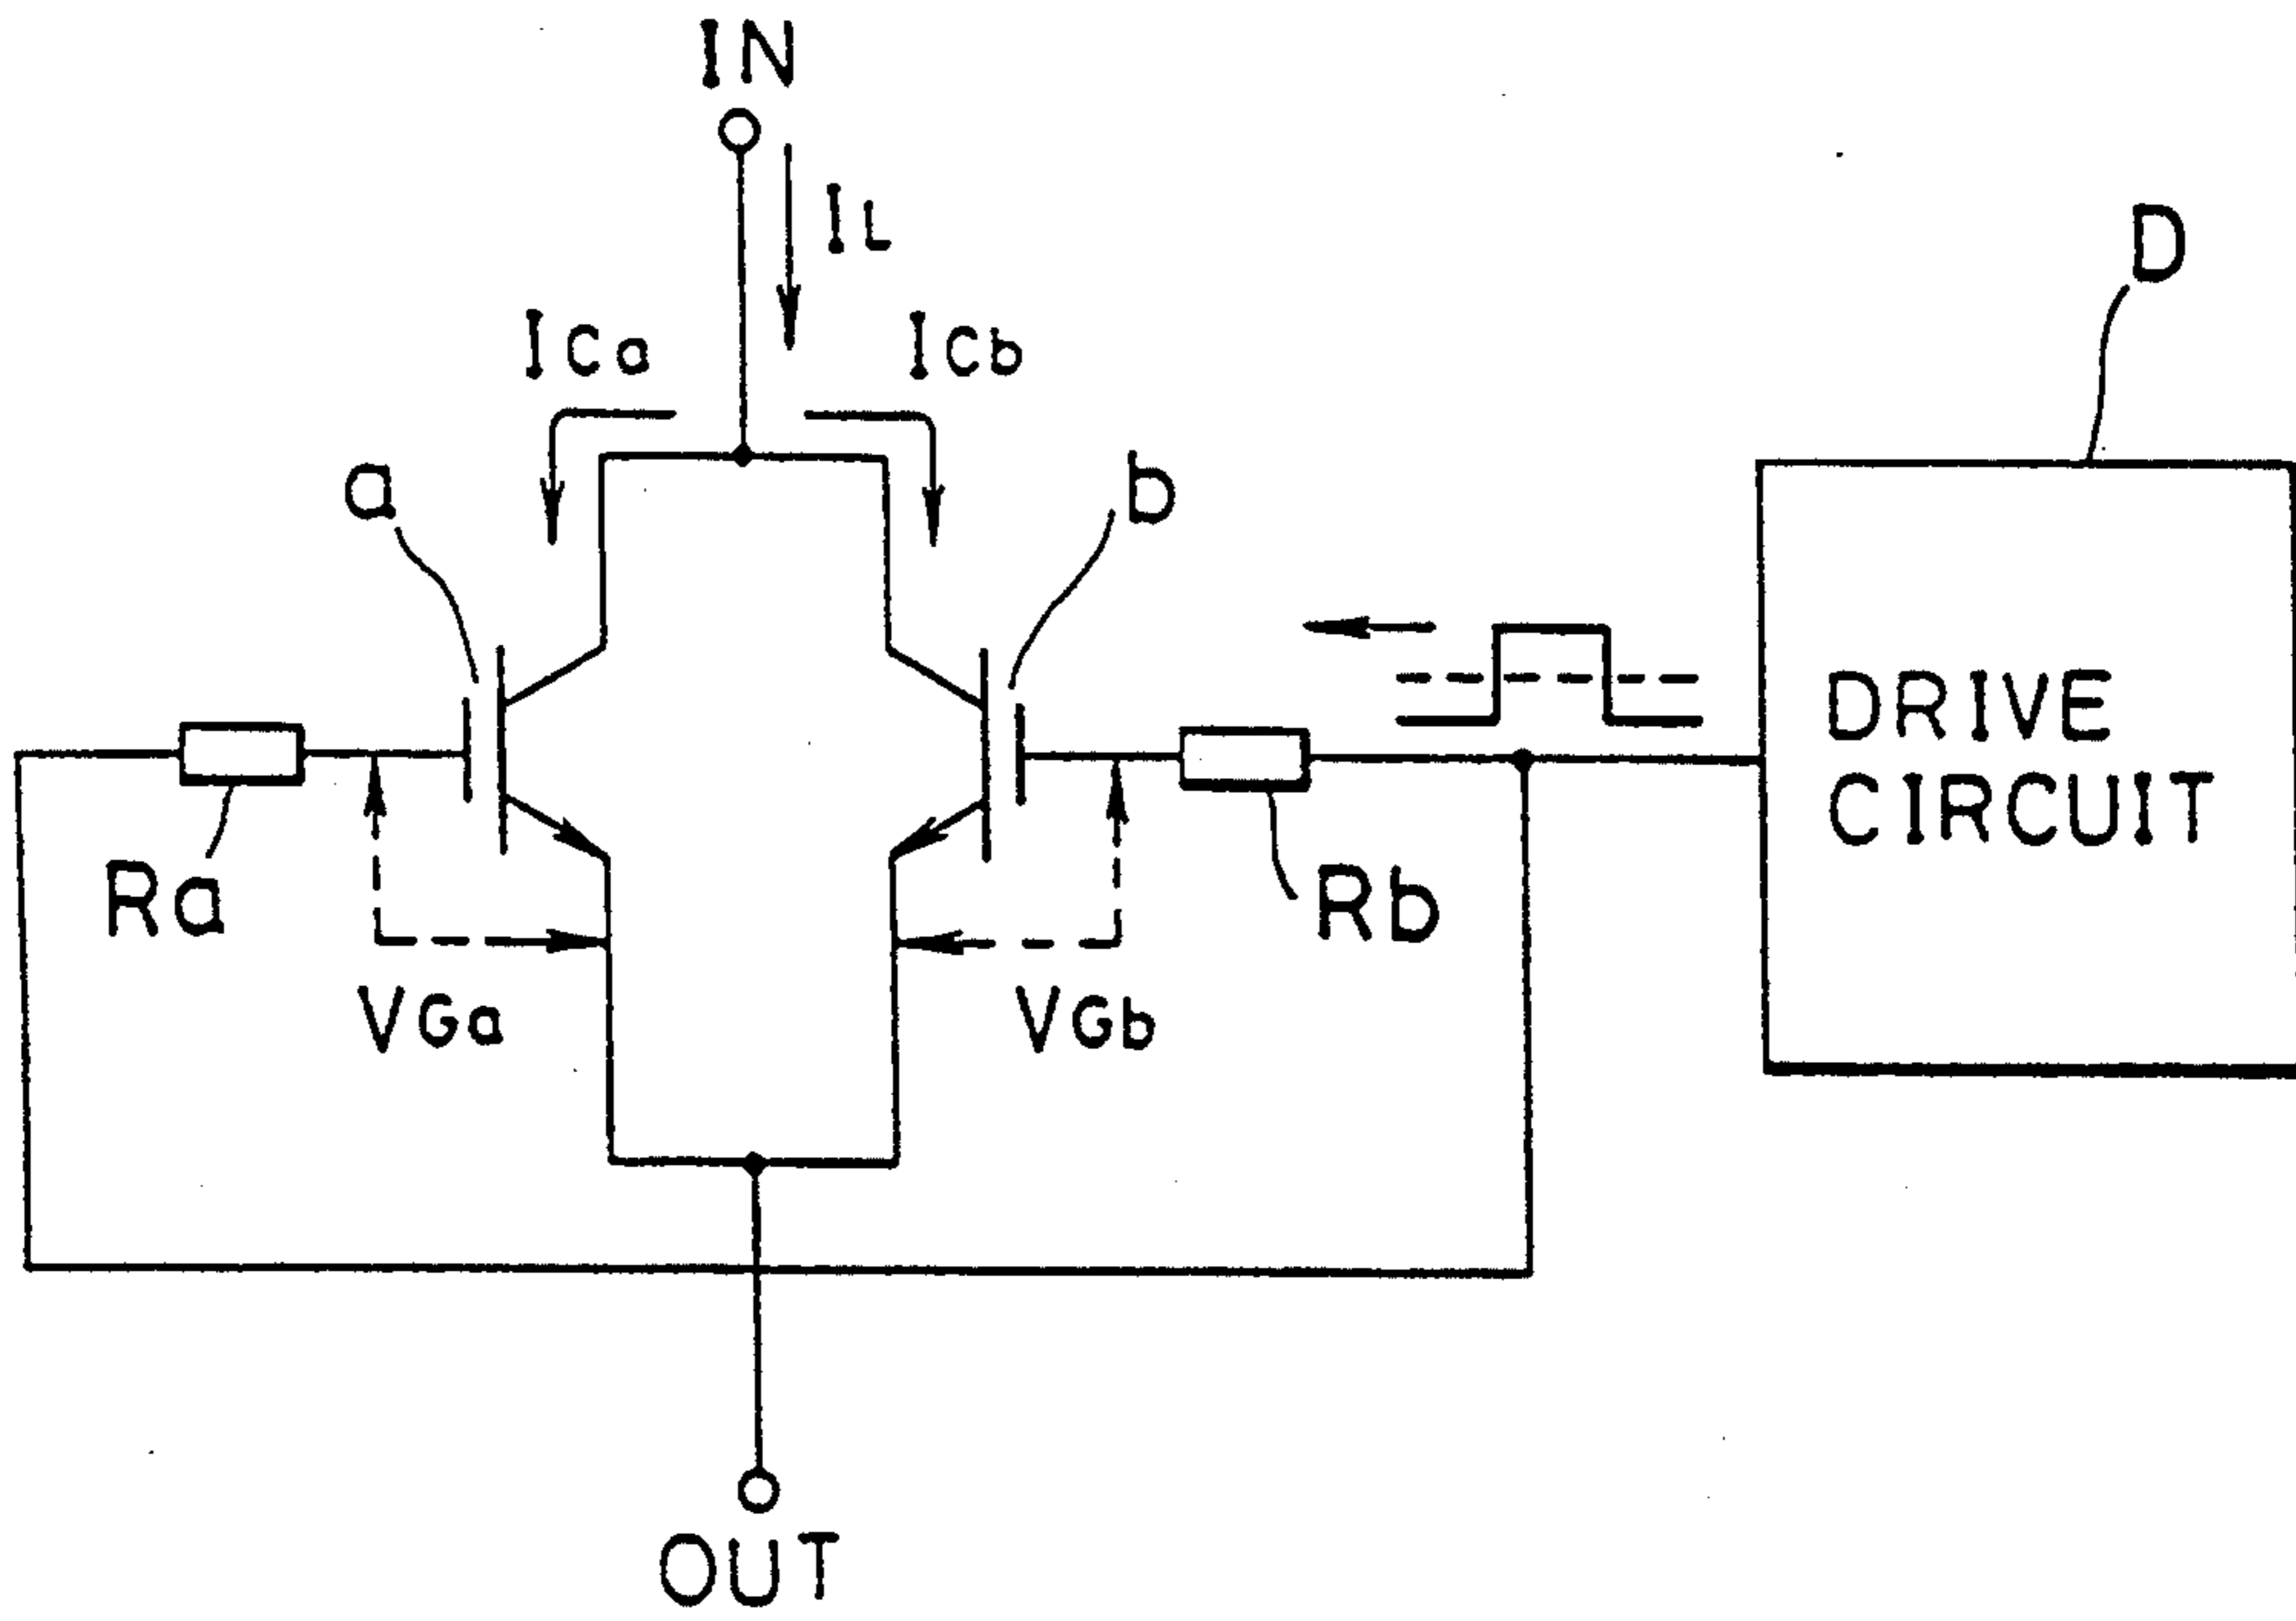 IN
IL
ICa
ICb
D
a
b
DRIVE
CIRCUIT
Ra
Rb
VGa
VGb
OUT